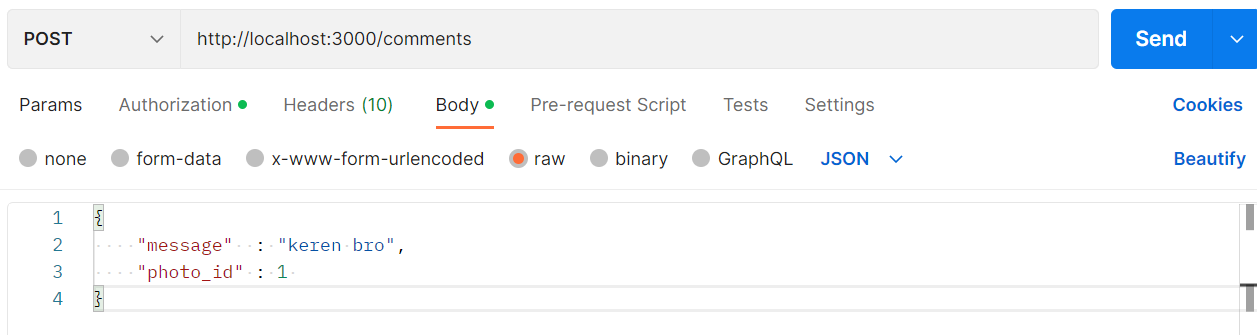 POST http://localhost:3000/comments Send
Params Authorization Headers (10) Body Pre-request Script Tests Settings Cookies
none form-data x-www-form-urlencoded raw binary GraphQL JSON Beautify
1 {
2 "message" : "keren bro",
3 "photo_id" : 1
4 }